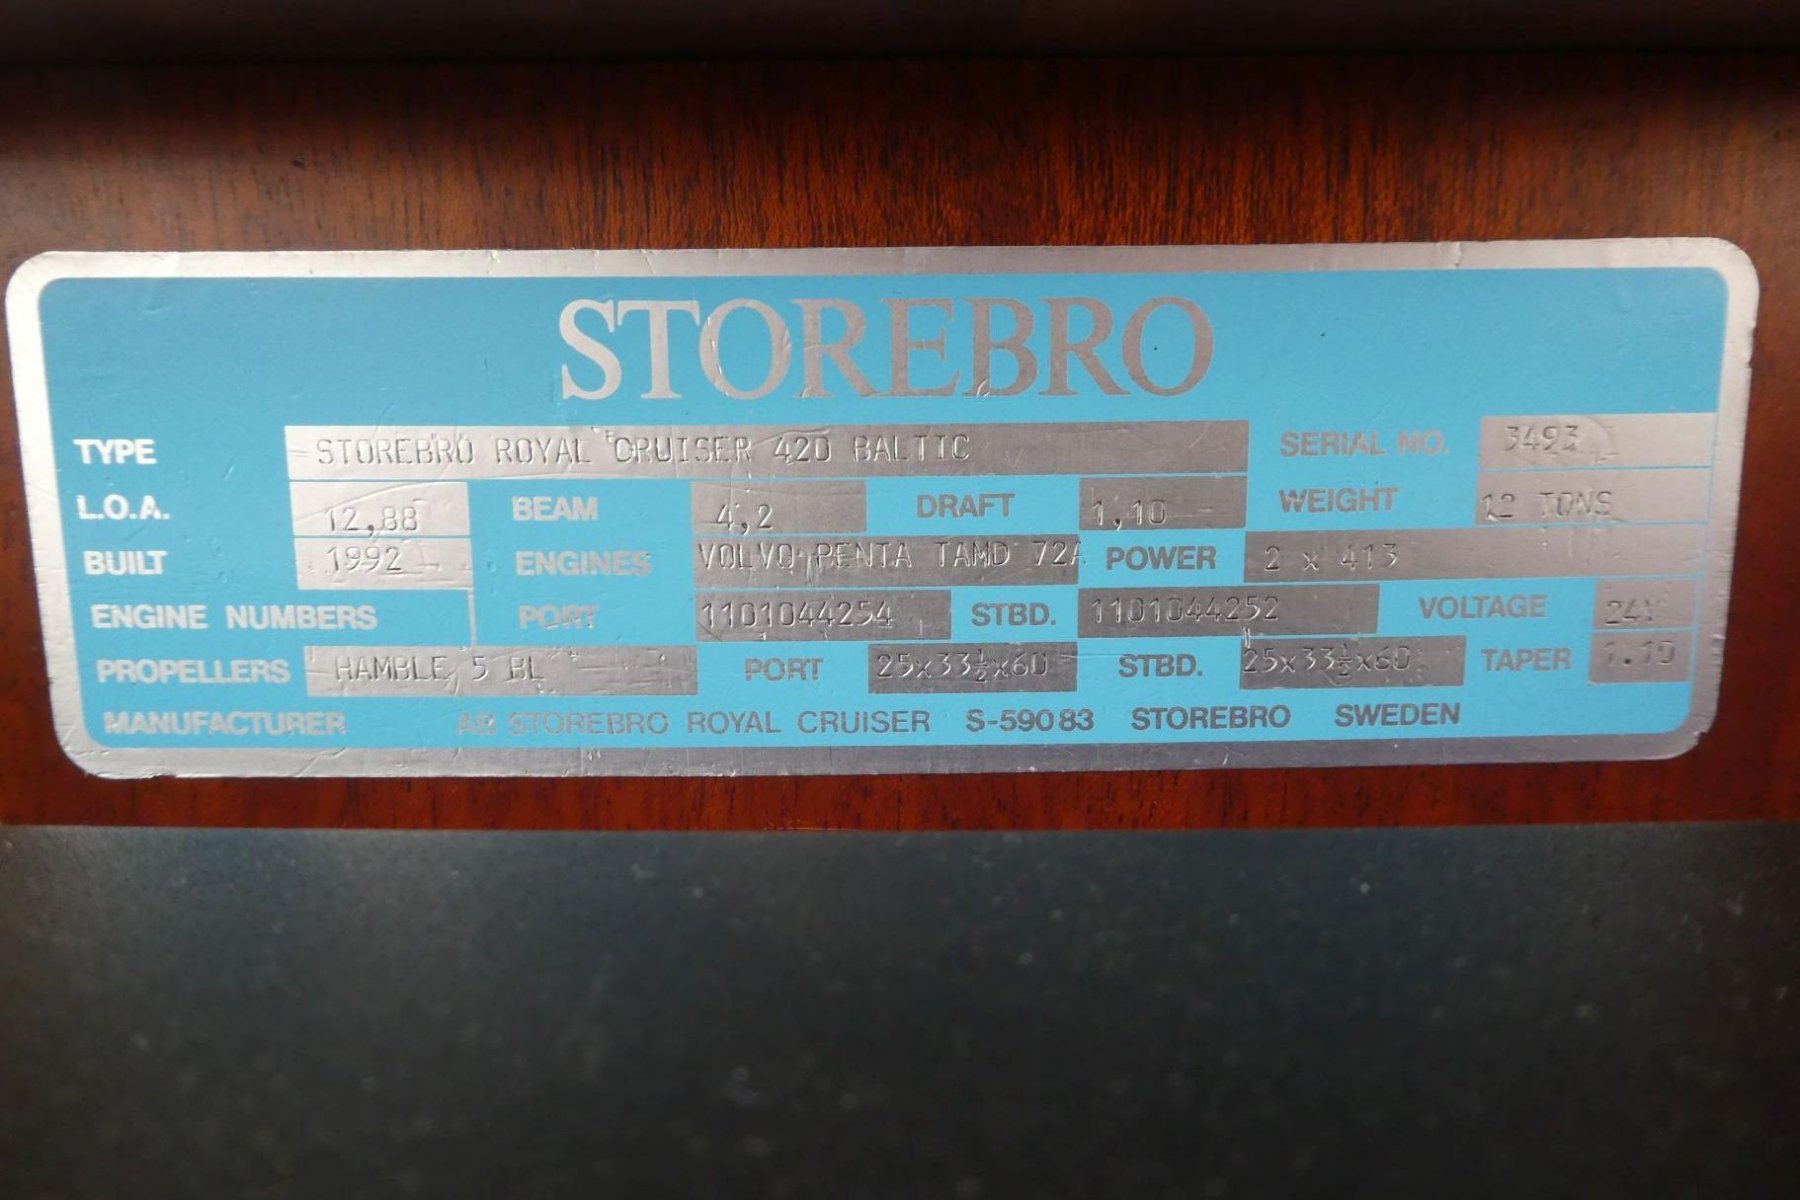 STOREBRO
TYPE STOREBRO ROYAL CRUISER 420 BALTIC SERIAL NO. 3493
L.O.A. 12,88 BEAM 4,2 DRAFT 1,10 WEIGHT 12 TONS
BUILT 1992 ENGINES VOLVO PENTA TAMD 72A POWER 2 x 413
ENGINE NUMBERS PORT 1101044254 STBD. 1101044252 VOLTAGE 24V
PROPELLERS HAMBLE 5 BL PORT 25x33½x60 STBD. 25x33½x60 TAPER
MANUFACTURER AB STOREBRO ROYAL CRUISER S-59083 STOREBRO SWEDEN